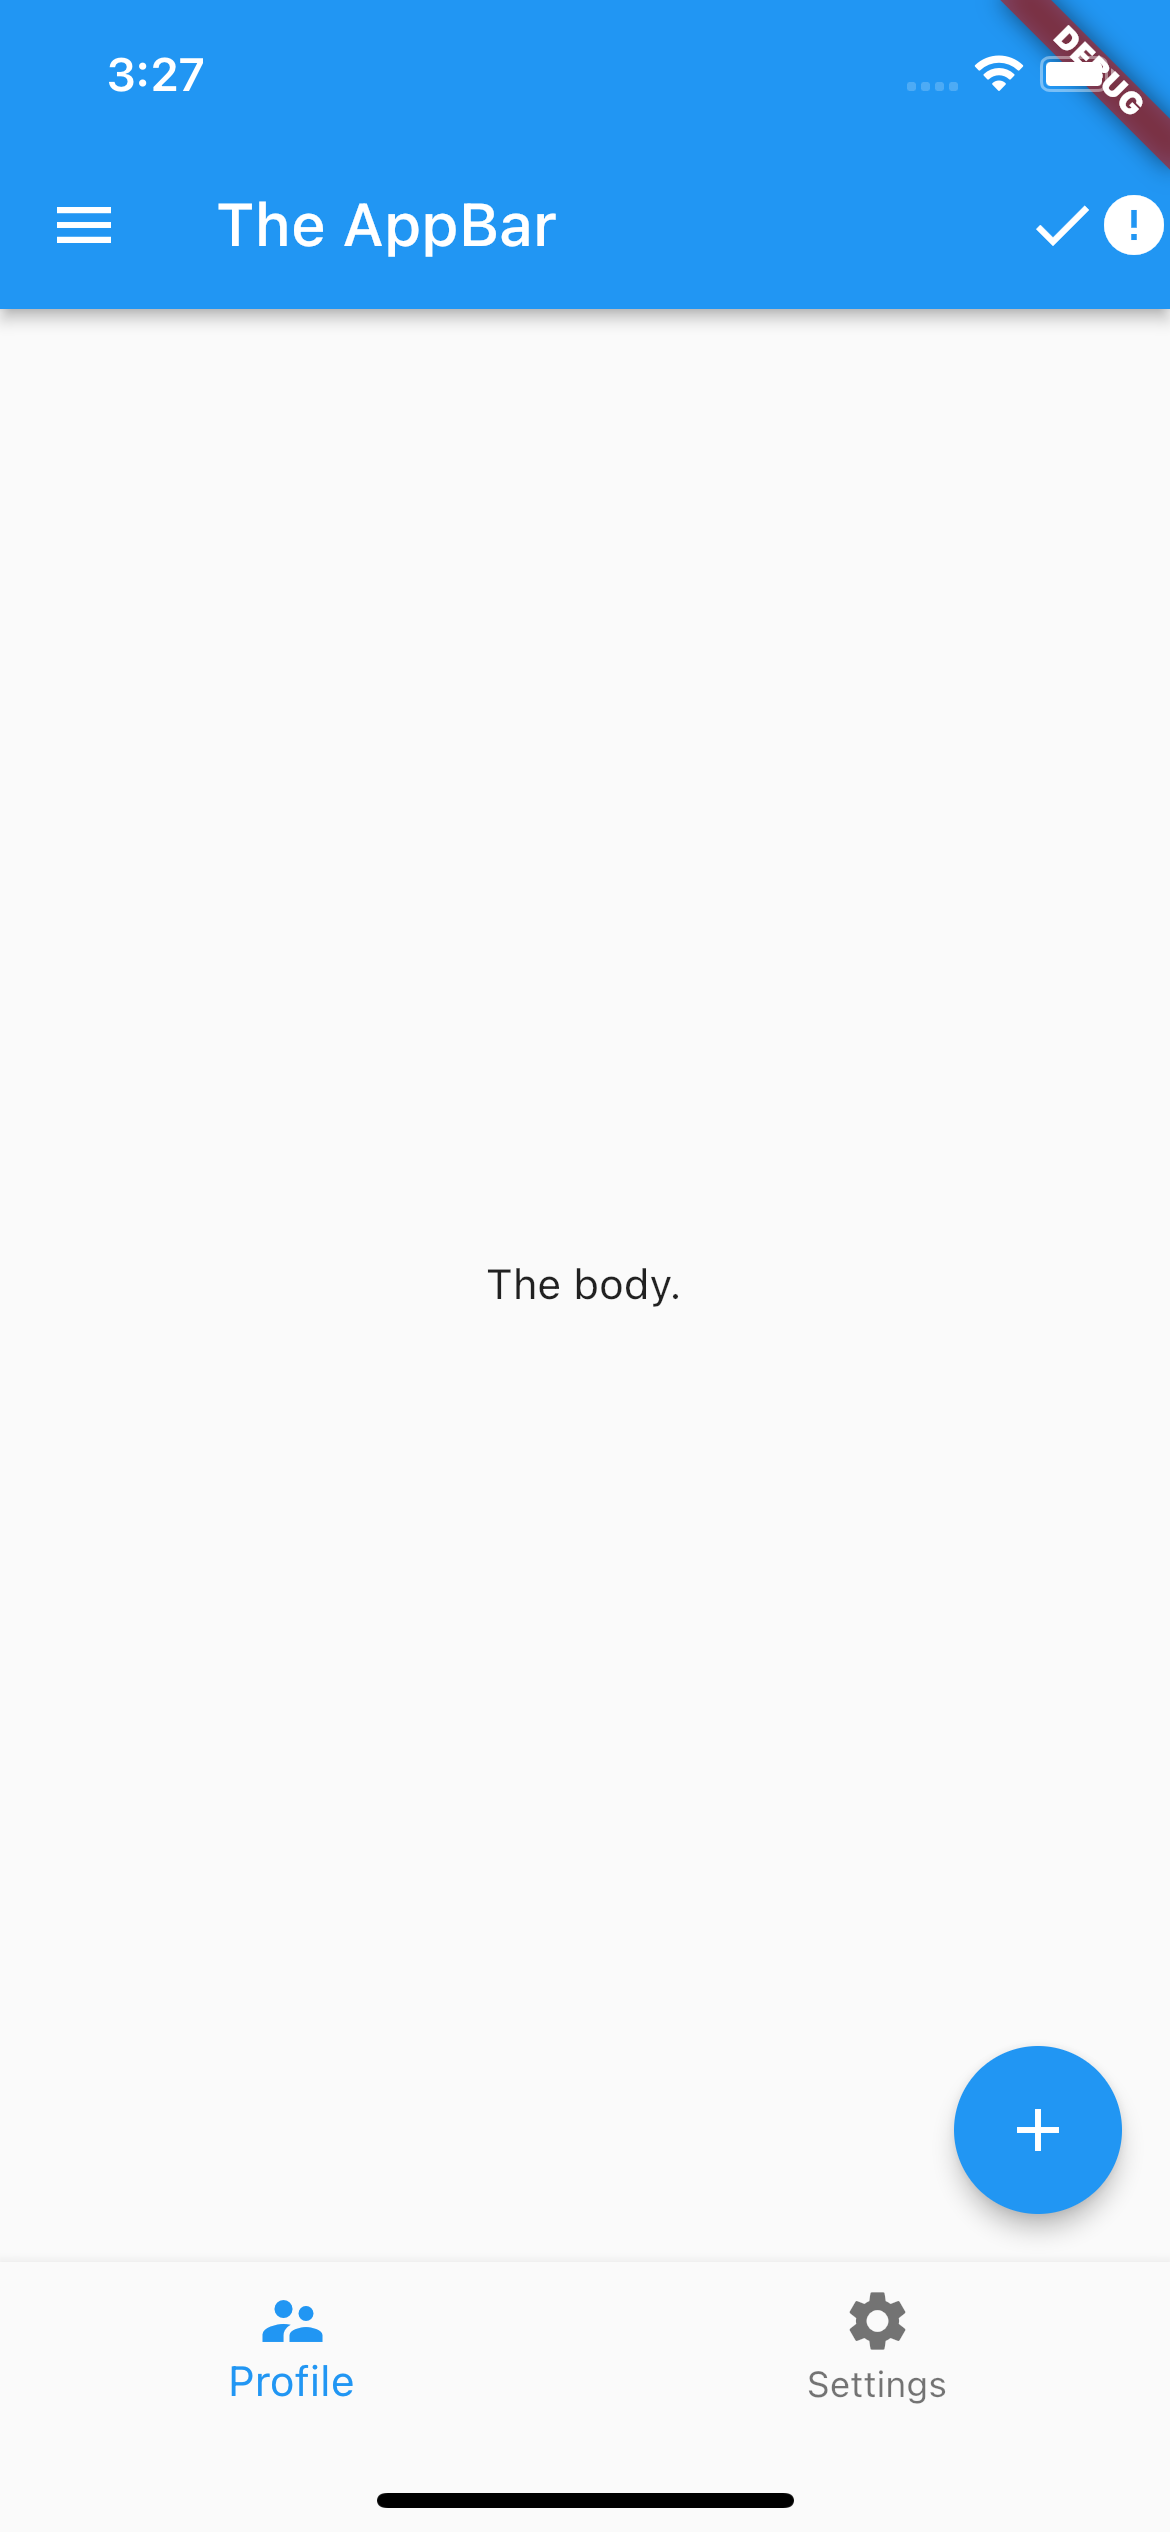 3:27
DEBUG
The AppBar
The body.
Profile
Settings